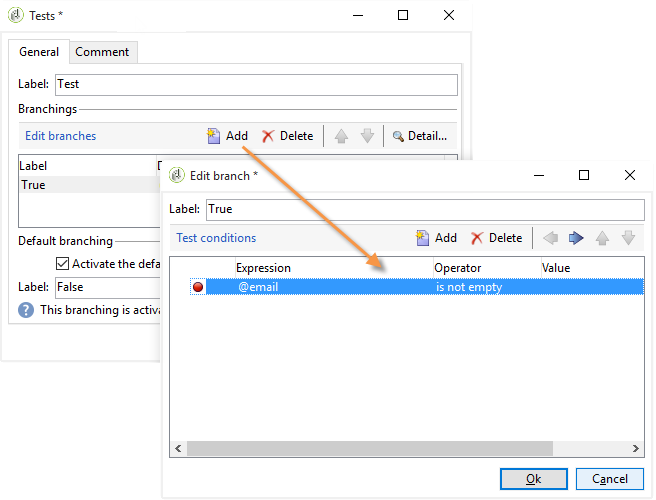 Tests *
General
Comment
Label: Test
Branchings
Edit branches Add Delete Detail...
Label
True
Default branching
Activate the defa
Label: False
This branching is activa
Edit branch *
Label: True
Test conditions Add Delete
Expression Operator Value
@email is not empty
Ok Cancel